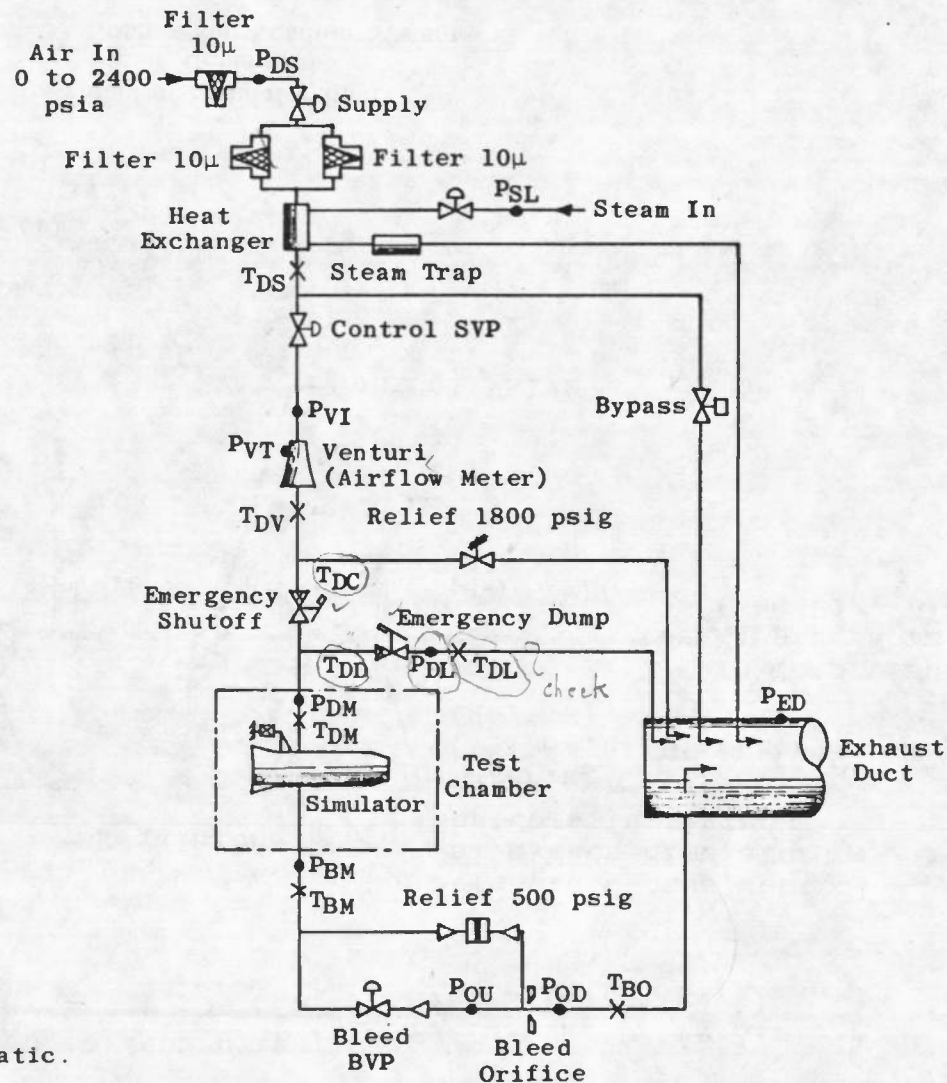 Filter
10μ
Air In
0 to 2400
psia
PDS
Supply
Filter 10μ
Filter 10μ
PSL
Steam In
Heat
Exchanger
Steam Trap
TDS
Control SVP
Bypass
PVI
PVT
Venturi
(Airflow Meter)
TDV
Relief 1800 psig
TDC
Emergency
Shutoff
Emergency Dump
TDD
PDL
TDL
check
PDM
TDM
PED
Exhaust
Duct
Test
Chamber
Simulator
PBM
TBM
Relief 500 psig
POU
POD
TBO
Bleed
BVP
Bleed
Orifice
atic.